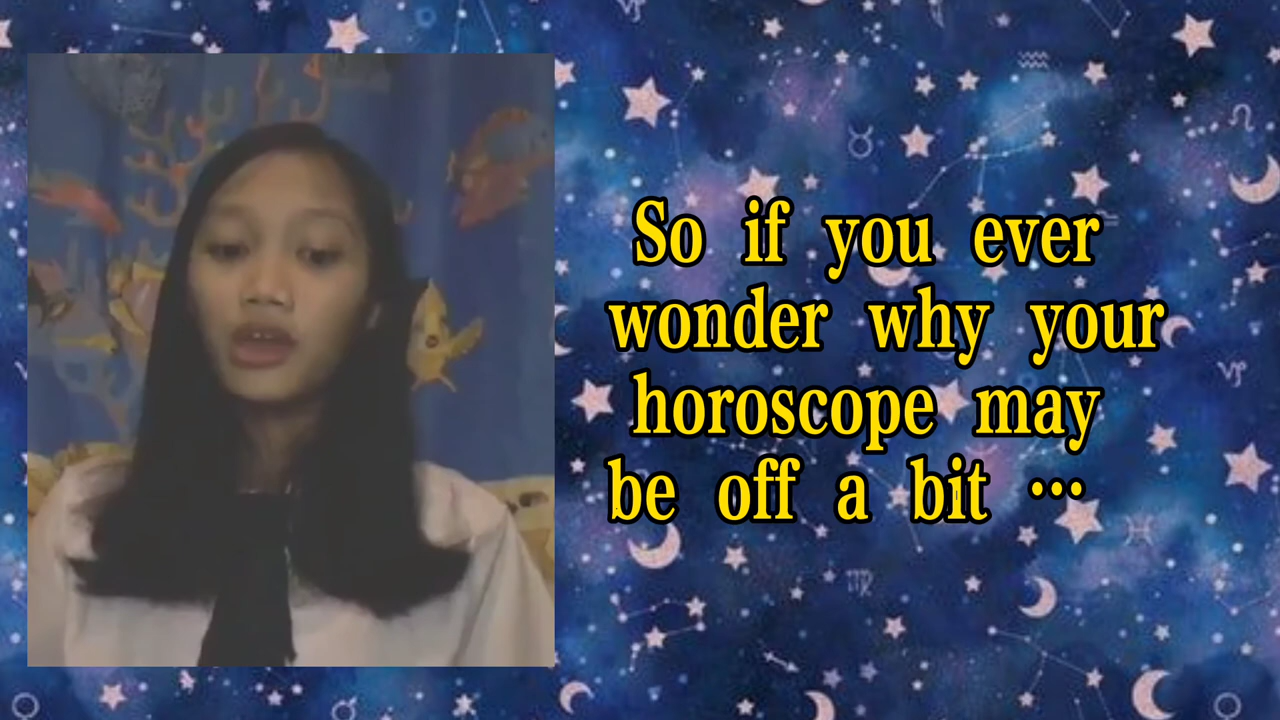 So if you ever
wonder why your
horoscope may
be off a bit …